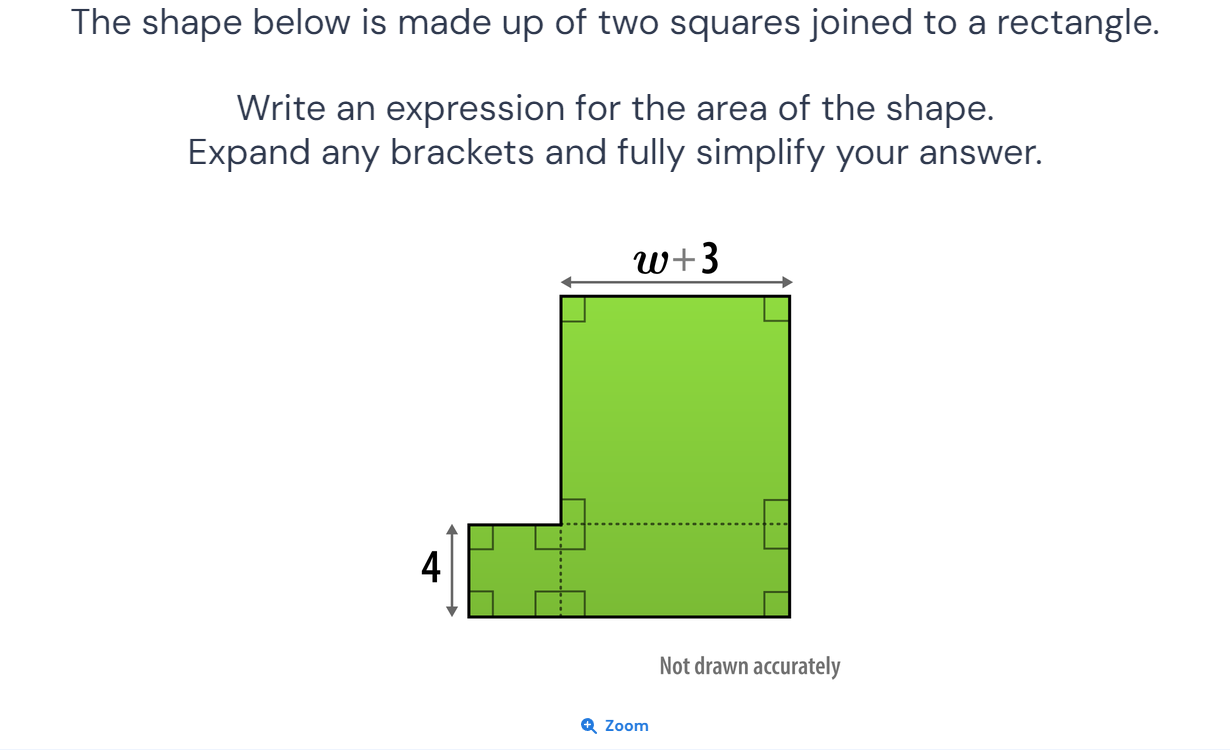 The shape below is made up of two squares joined to a rectangle.
Write an expression for the area of the shape.
Expand any brackets and fully simplify your answer.
w+3
4
Not drawn accurately
Zoom